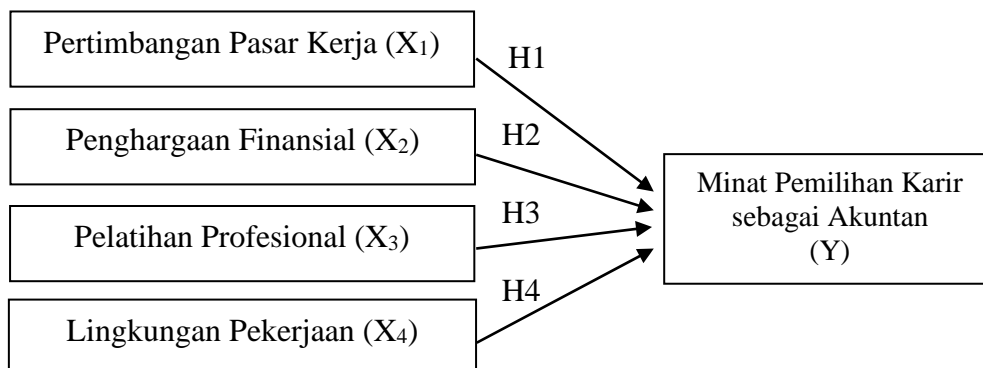 Pertimbangan Pasar Kerja (X₁)
H1
Penghargaan Finansial (X₂)
H2
Pelatihan Profesional (X₃)
H3
Lingkungan Pekerjaan (X₄)
H4
Minat Pemilihan Karir
sebagai Akuntan
(Y)